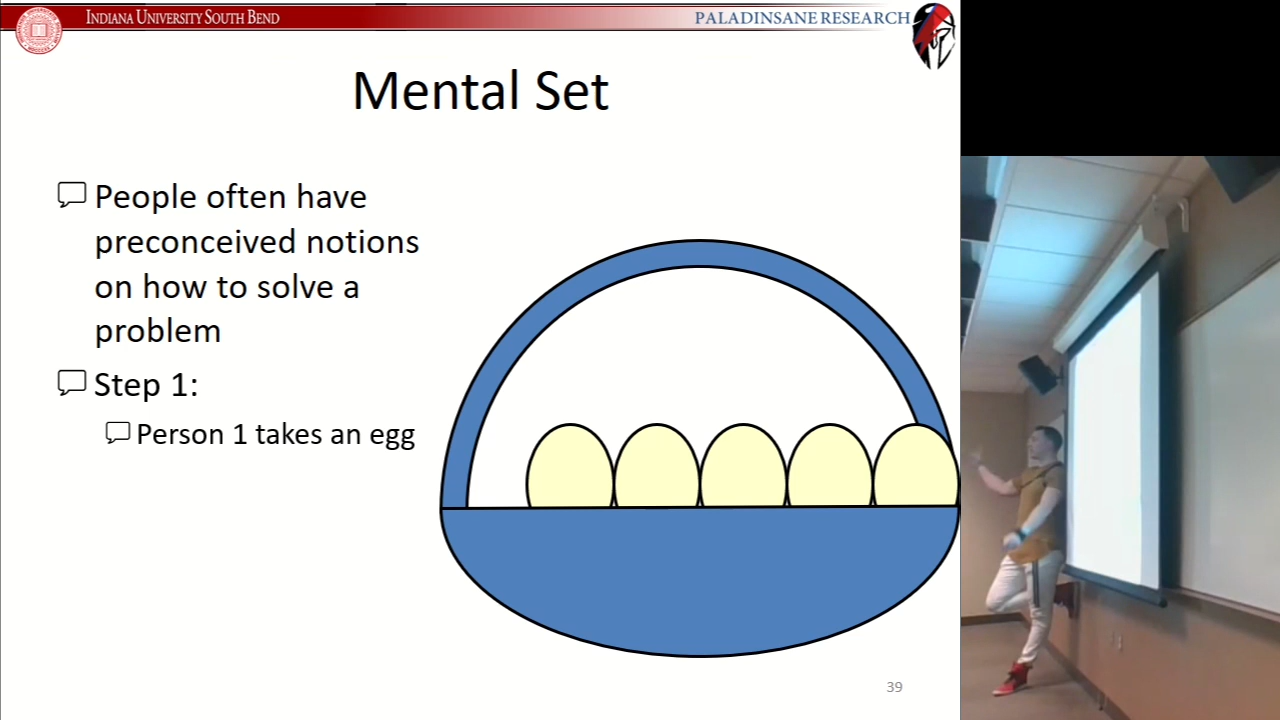 INDIANA UNIVERSITY SOUTH BEND
PALADINSANE RESEARCH
Mental Set
People often have
preconceived notions
on how to solve a
problem
Step 1:
Person 1 takes an egg
39